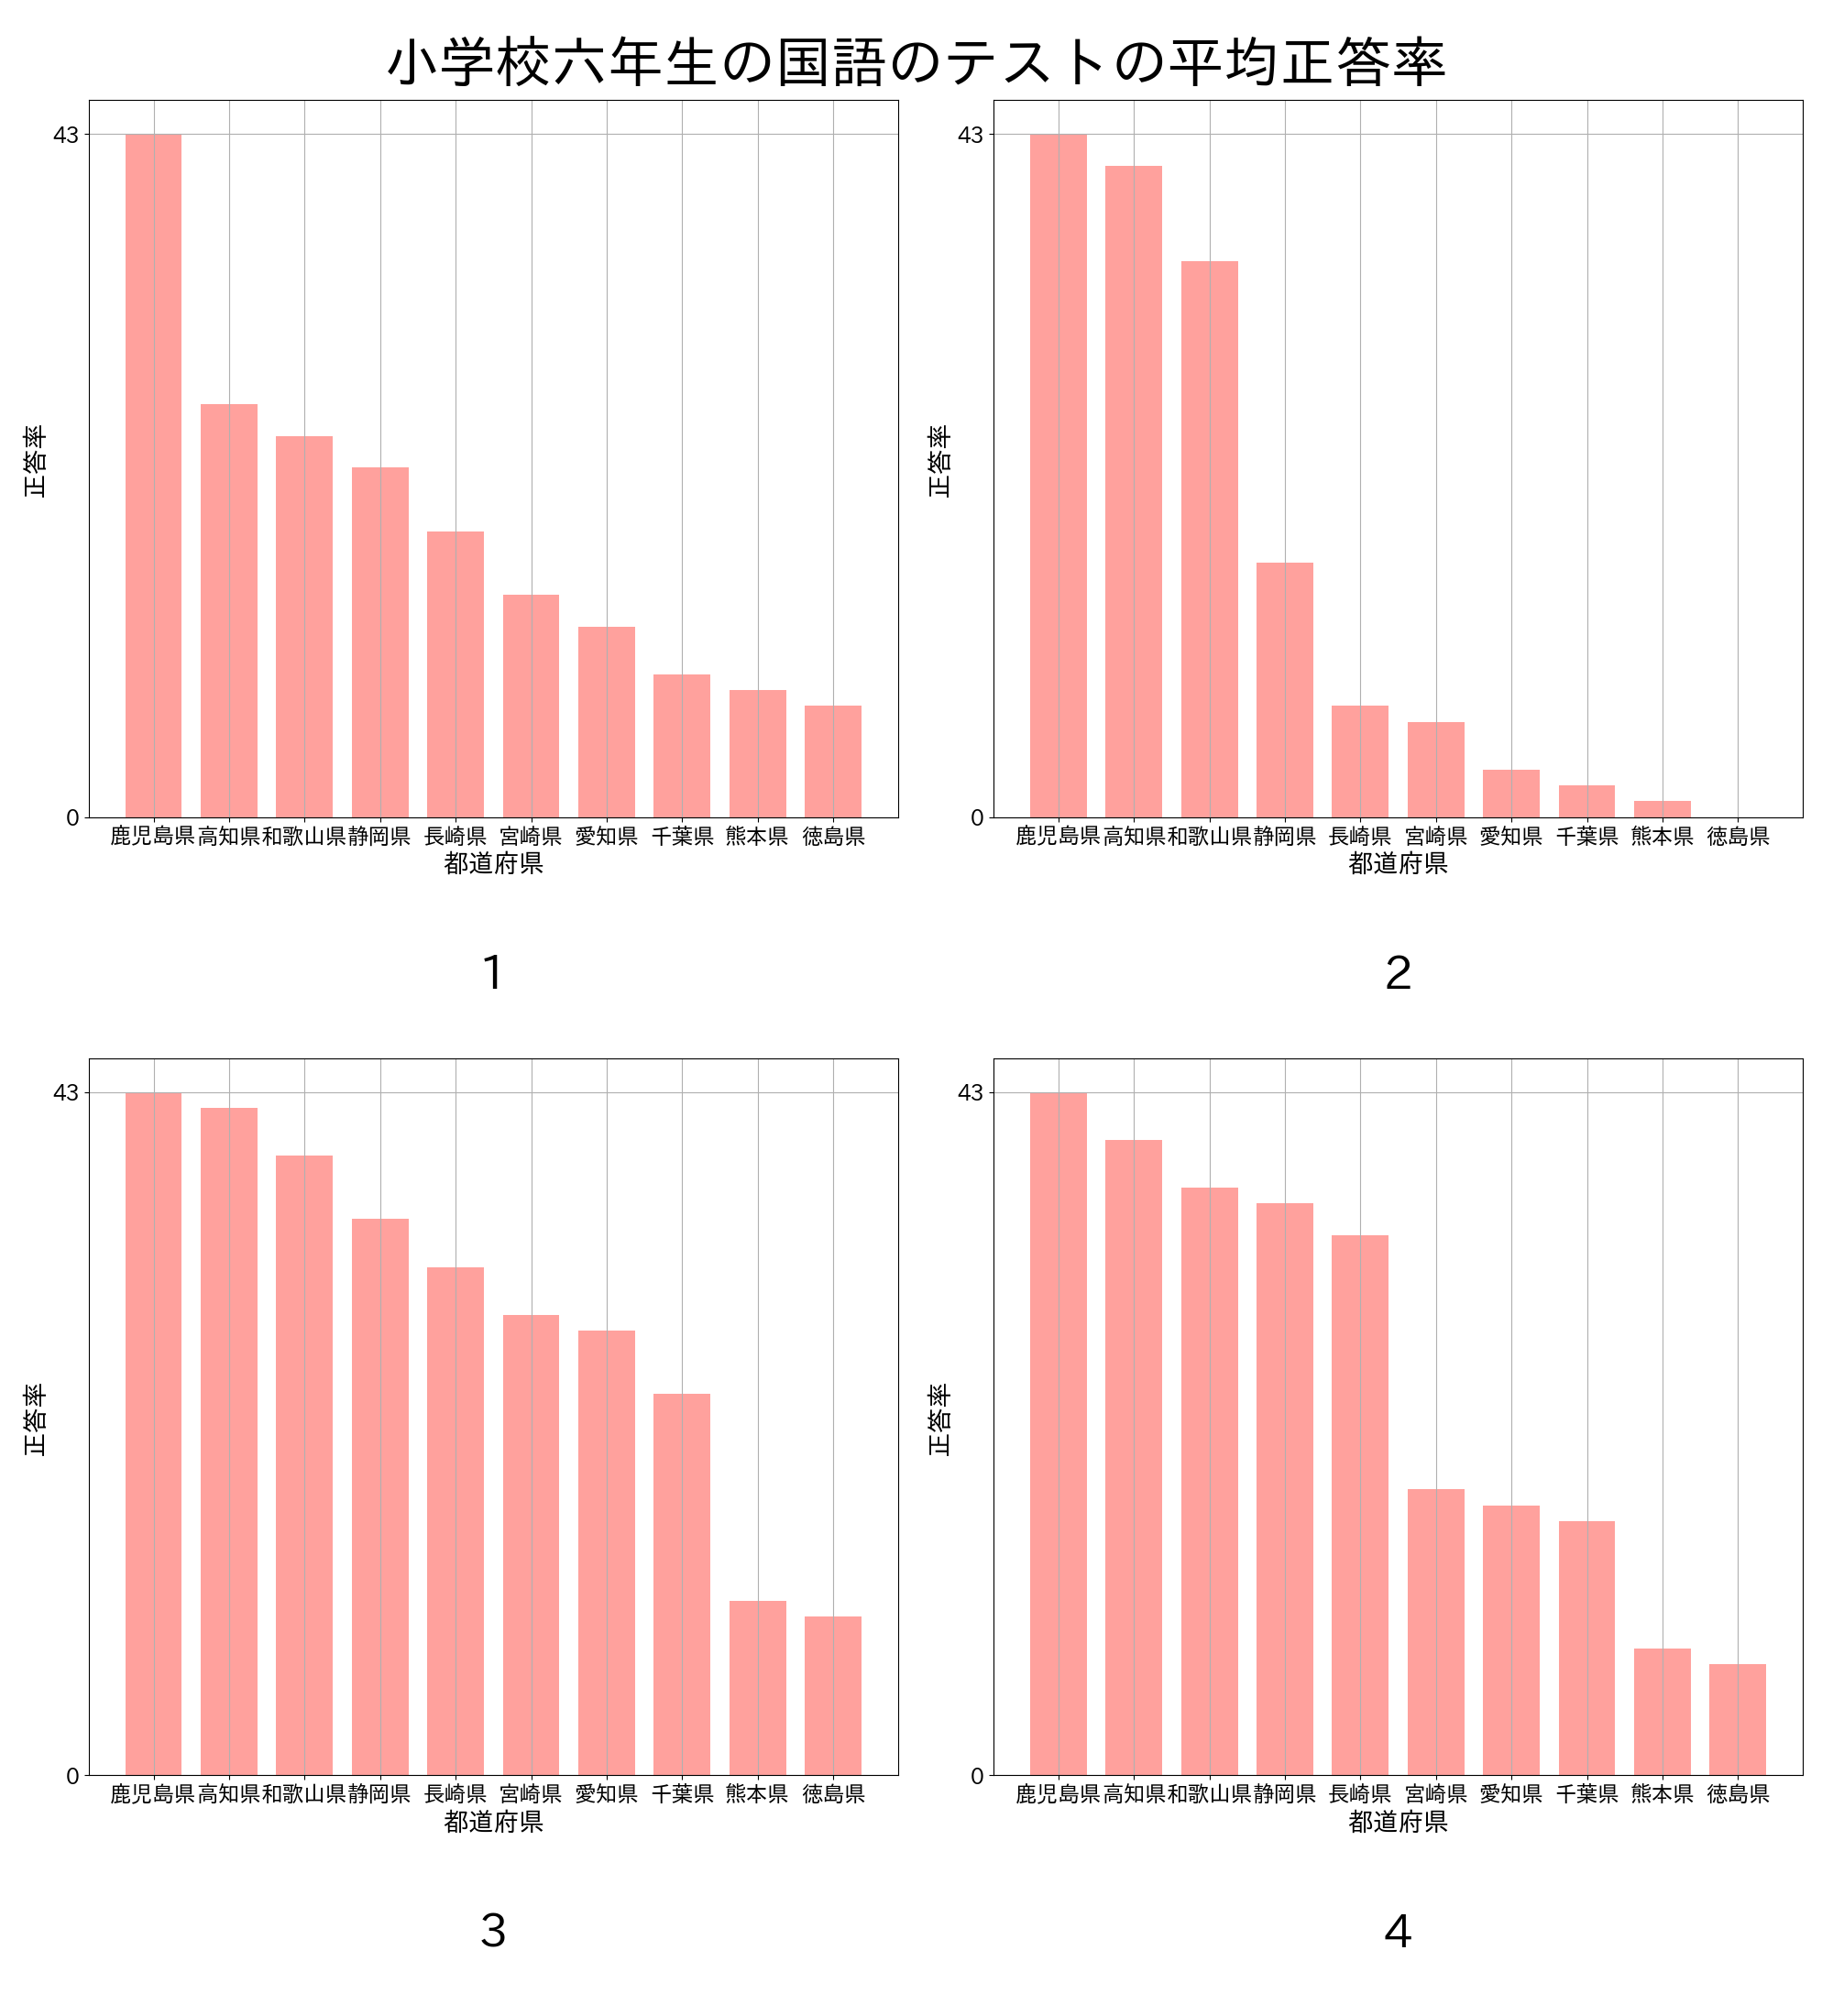 小学校六年生の国語のテストの平均正答率
43
0
正答率
鹿児島県 高知県 和歌山県 静岡県 長崎県 宮崎県 愛知県 千葉県 熊本県 徳島県
都道府県
1
43
0
正答率
鹿児島県 高知県 和歌山県 静岡県 長崎県 宮崎県 愛知県 千葉県 熊本県 徳島県
都道府県
2
43
0
正答率
鹿児島県 高知県 和歌山県 静岡県 長崎県 宮崎県 愛知県 千葉県 熊本県 徳島県
都道府県
3
43
0
正答率
鹿児島県 高知県 和歌山県 静岡県 長崎県 宮崎県 愛知県 千葉県 熊本県 徳島県
都道府県
4